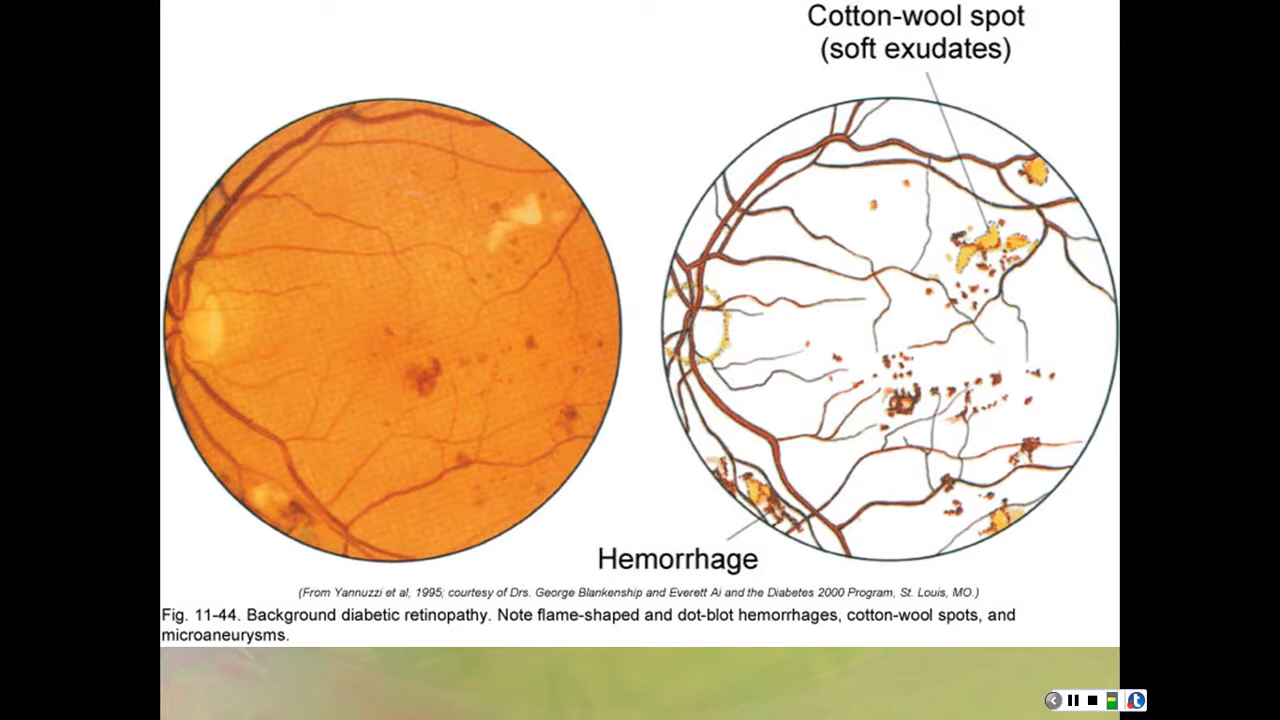 Cotton-wool spot
(soft exudates)
Hemorrhage
(From Yannuzzi et al, 1995; courtesy of Drs. George Blankenship and Everett Ai and the Diabetes 2000 Program, St. Louis, MO.)
Fig. 11-44. Background diabetic retinopathy. Note flame-shaped and dot-blot hemorrhages, cotton-wool spots, and
microaneurysms.
t